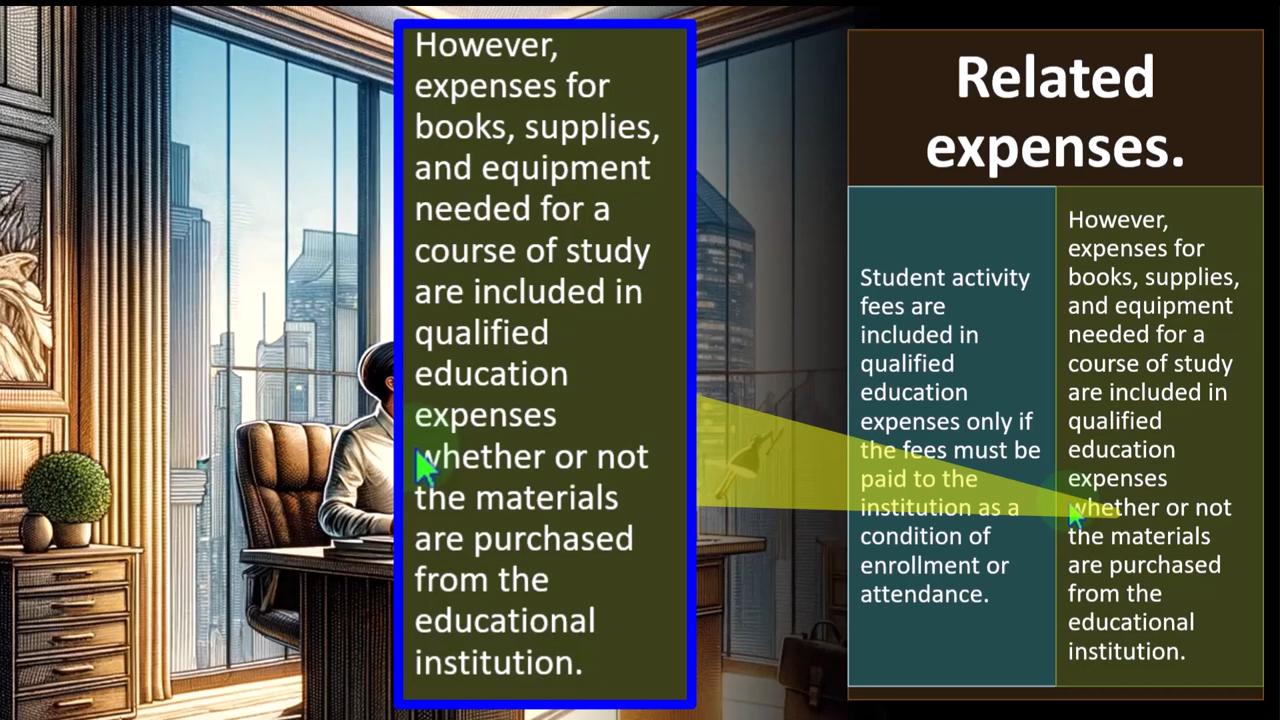 However,
expenses for
books, supplies,
and equipment
needed for a
course of study
are included in
qualified
education
expenses
whether or not
the materials
are purchased
from the
educational
institution.
Related
expenses.
Student activity
fees are
included in
qualified
education
expenses only if
the fees must be
paid to the
institution as a
condition of
enrollment or
attendance.
However,
expenses for
books, supplies,
and equipment
needed for a
course of study
are included in
qualified
education
expenses
whether or not
the materials
are purchased
from the
educational
institution.